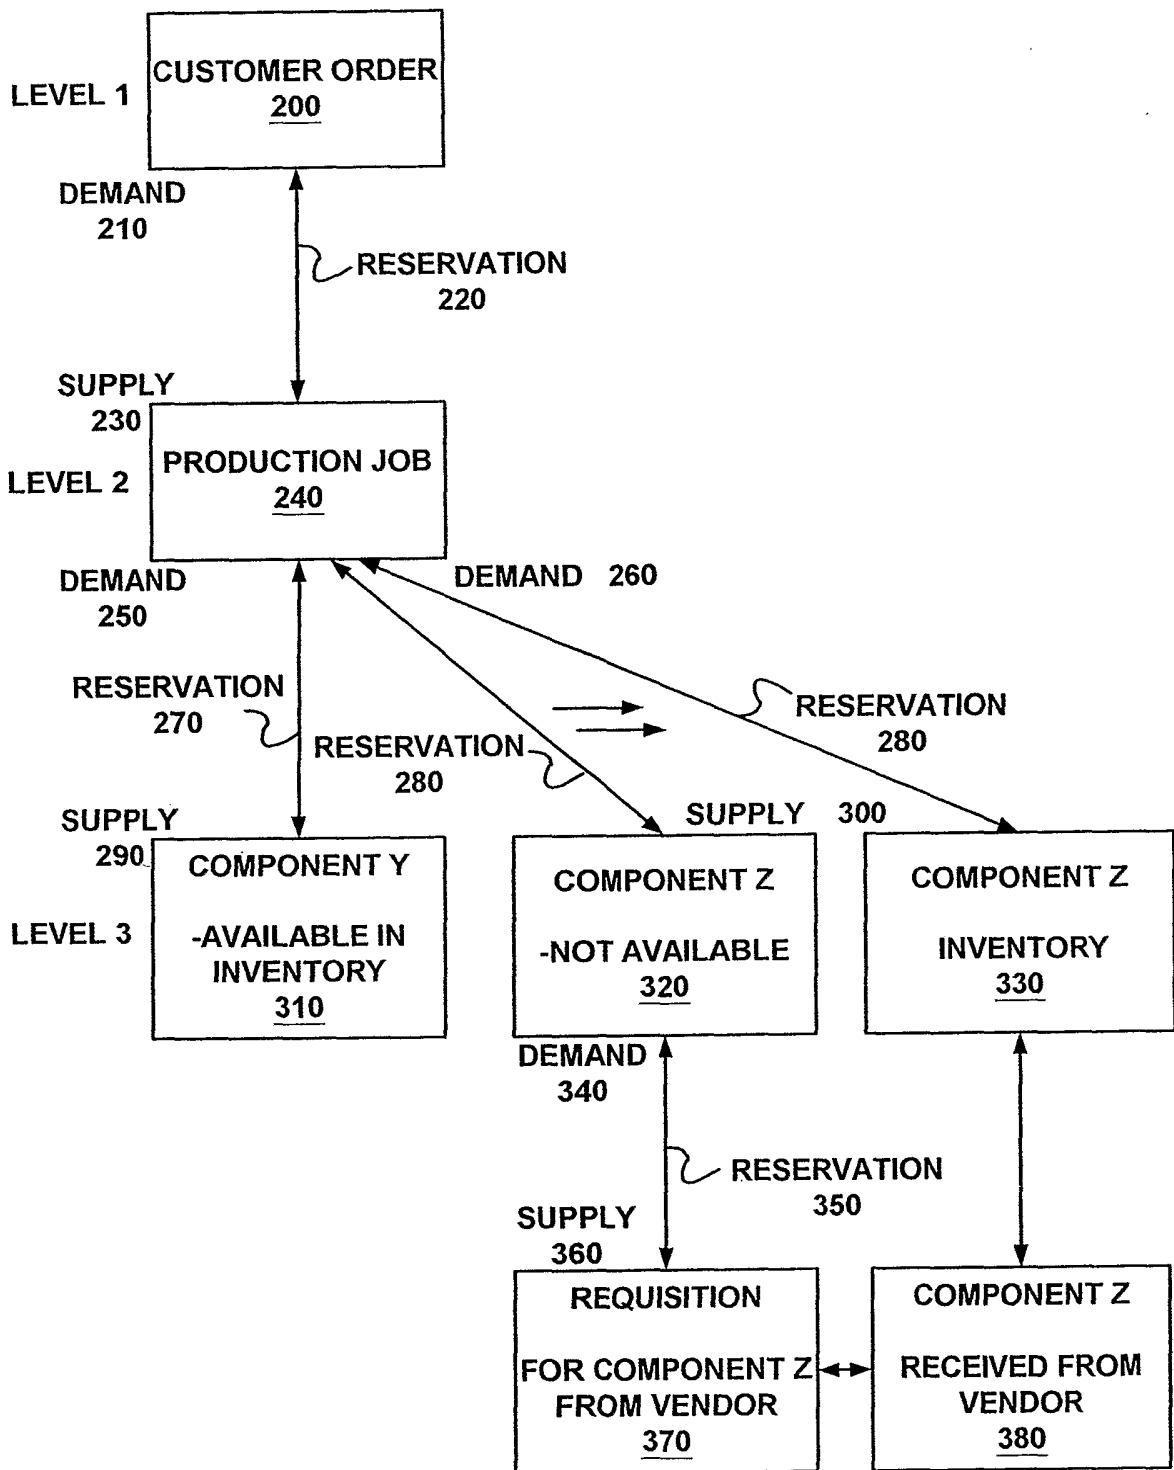 CUSTOMER ORDER
200
LEVEL 1
DEMAND
210
RESERVATION
220
SUPPLY
230
PRODUCTION JOB
240
LEVEL 2
DEMAND
250
DEMAND 260
RESERVATION
270
RESERVATION
280
RESERVATION
280
SUPPLY
290
SUPPLY 300
LEVEL 3
COMPONENT Y
-AVAILABLE IN
INVENTORY
310
COMPONENT Z
-NOT AVAILABLE
320
COMPONENT Z
INVENTORY
330
DEMAND
340
RESERVATION
350
SUPPLY
360
REQUISITION
FOR COMPONENT Z
FROM VENDOR
370
COMPONENT Z
RECEIVED FROM
VENDOR
380